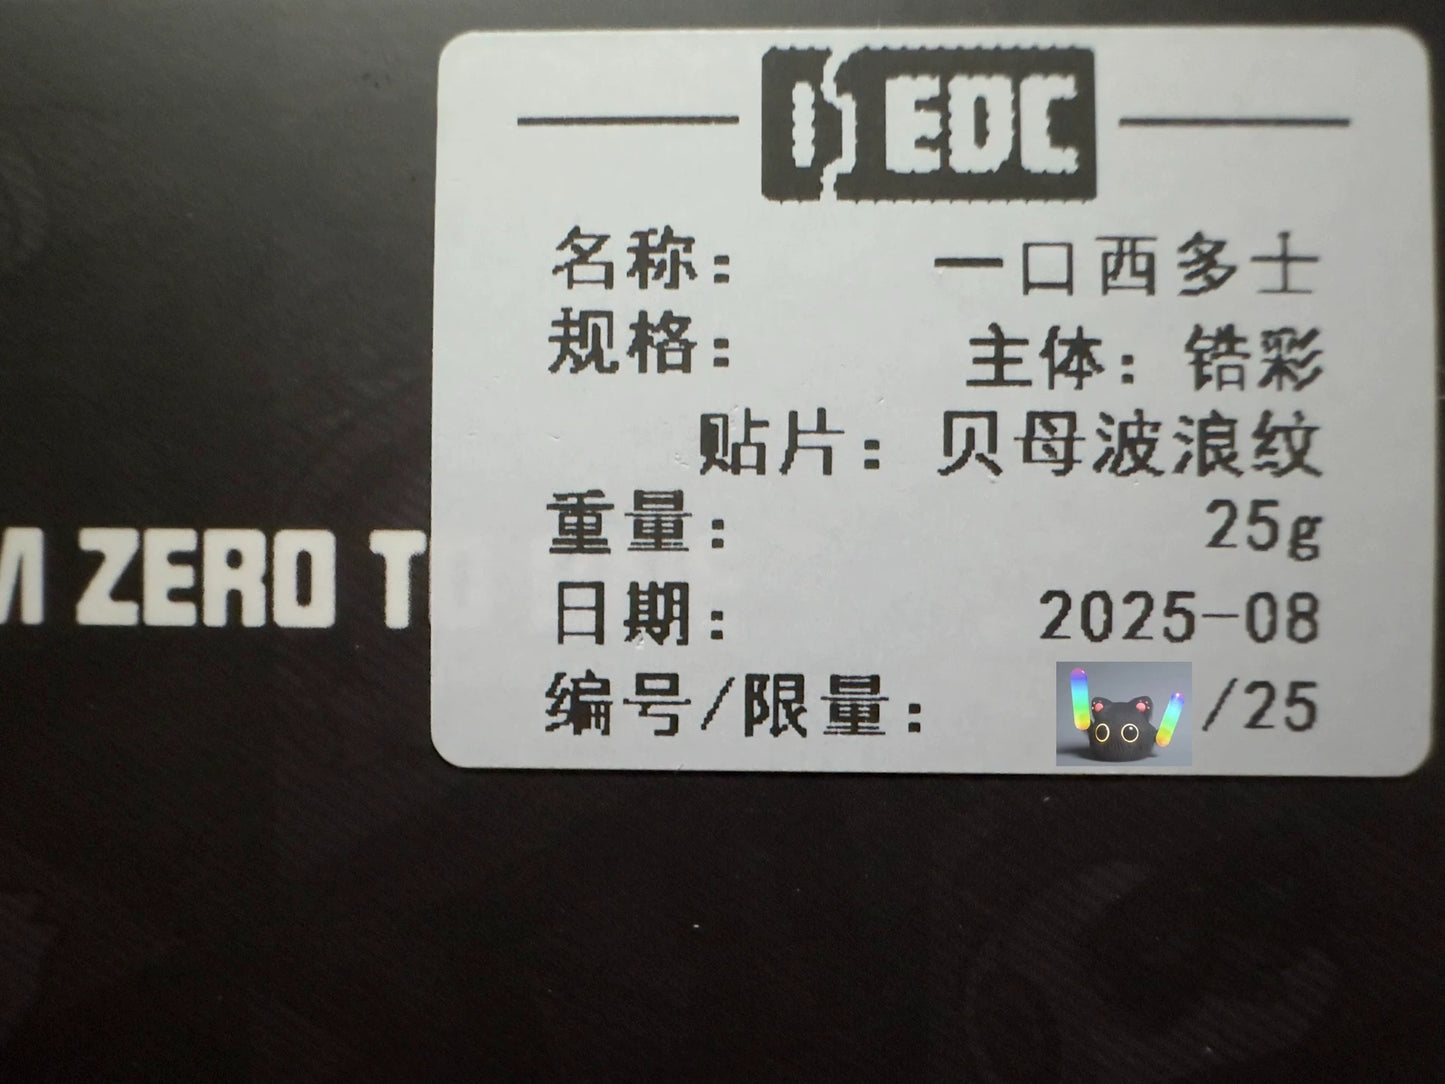 EDC
名称： 一口西多士
规格： 主体：锆彩
贴片：贝母波浪纹
重量： 25g
日期： 2025-08
编号/限量： /25
M ZERO T